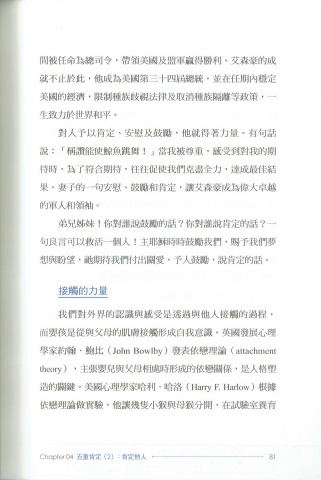 間被任命為總司令，帶領美國及盟軍贏得勝利。艾森豪的成
就不止於此，他成為美國第三十四屆總統，並在任期內穩定
美國的經濟，限制種族歧視法律及取消種族隔離等政策，一
生致力於世界和平。
對人予以肯定、安慰及鼓勵，他就得著力量。有句話
說：「稱讚能使鯨魚跳舞！」當我被尊重，感受到對我的期
待時，為了符合期待，往往促使我們克盡全力，達成最佳結
果。妻子的一句安慰、鼓勵和肯定，讓艾森豪成為偉大卓越
的軍人和領袖。
弟兄姊妹！你對誰說鼓勵的話？你對誰說肯定的話？一
句良言可以救活一個人！主耶穌時時鼓勵我們，賜予我們夢
想與盼望，祂期待我們付出關愛，予人鼓勵，說肯定的話。
接觸的力量
我們對外界的認識與感受是透過與他人接觸的過程，
而嬰孩是從與父母的肌膚接觸形成自我意識。英國發展心理
學家約翰．鮑比（John Bowlby）發表依戀理論（attachment
theory），主張嬰兒與父母相處時形成的依戀關係，是人格塑
造的關鍵。美國心理學家哈利．哈洛（Harry F. Harlow）根據
依戀理論做實驗，他讓幾隻小猴與母猴分開，在試驗室養育
Chapter 04 五重肯定（2）：肯定他人 81